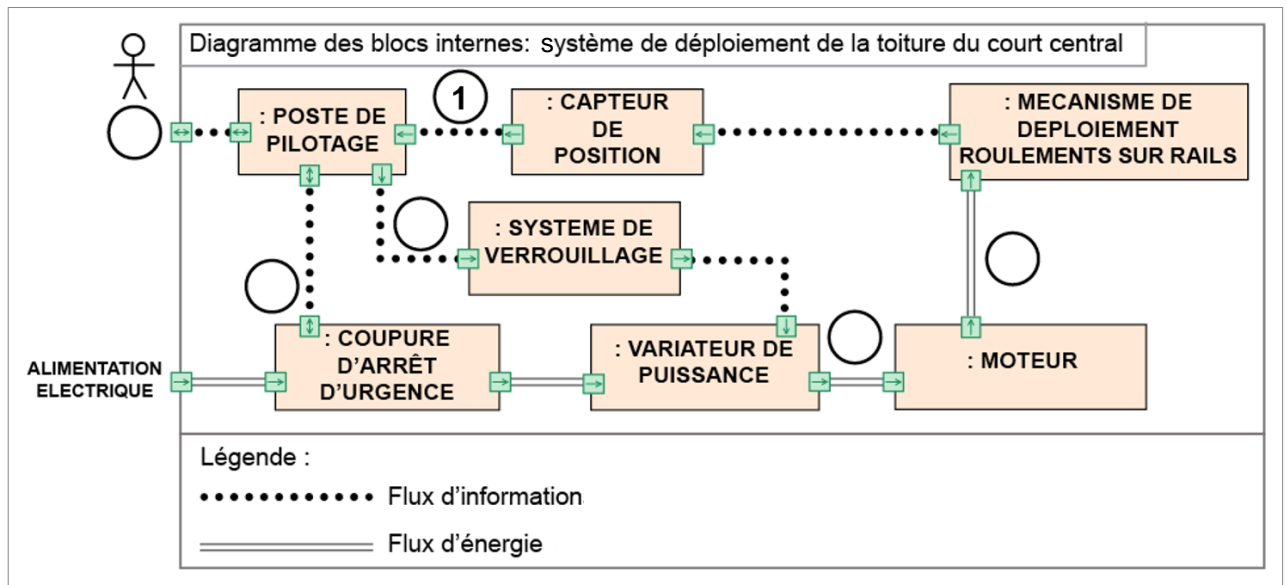 Diagramme des blocs internes: système de déploiement de la toiture du court central
: POSTE DE
PILOTAGE
1
: CAPTEUR
DE
POSITION
: MECANISME DE
DEPLOIEMENT
ROULEMENTS SUR RAILS
: SYSTEME DE
VERROUILLAGE
ALIMENTATION
ELECTRIQUE
: COUPURE
D’ARRÊT
D’URGENCE
: VARIATEUR DE
PUISSANCE
: MOTEUR
Légende :
Flux d’information
Flux d’énergie